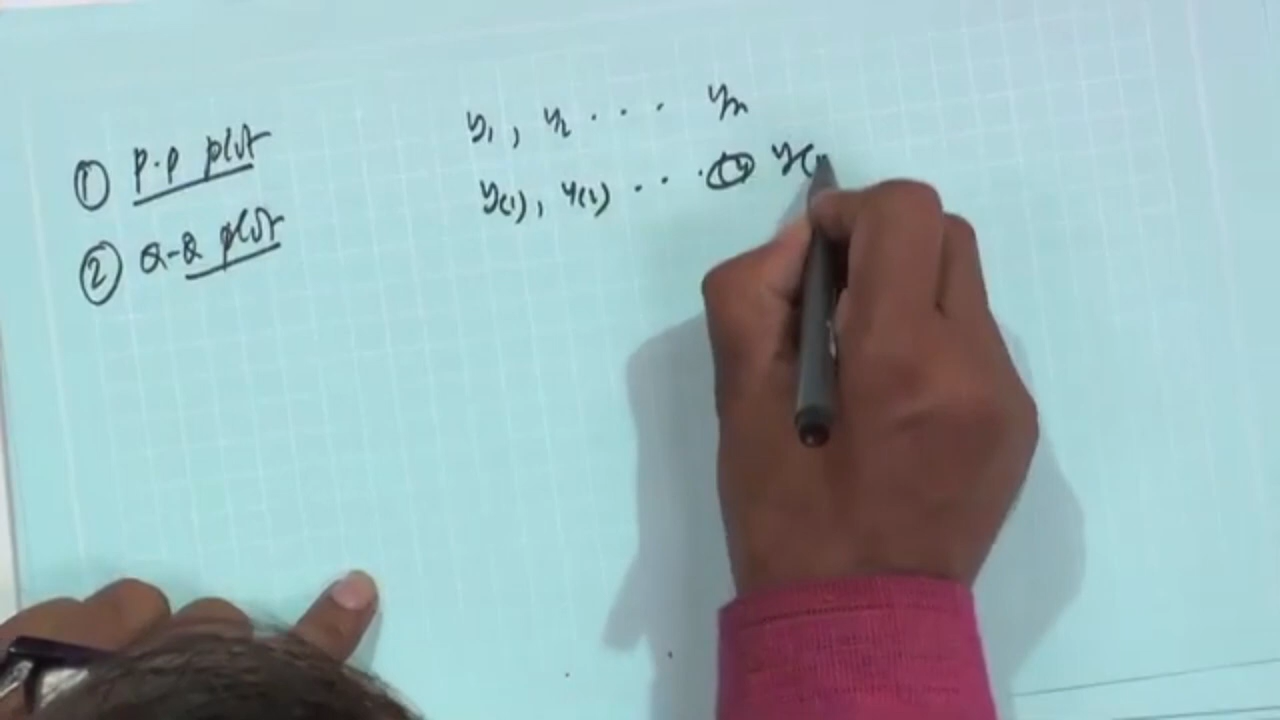 ① P-P plot
② Q-Q plot
y₁, y₂ . . . yₙ
y₍₁₎, y₍₂₎ . . . y(